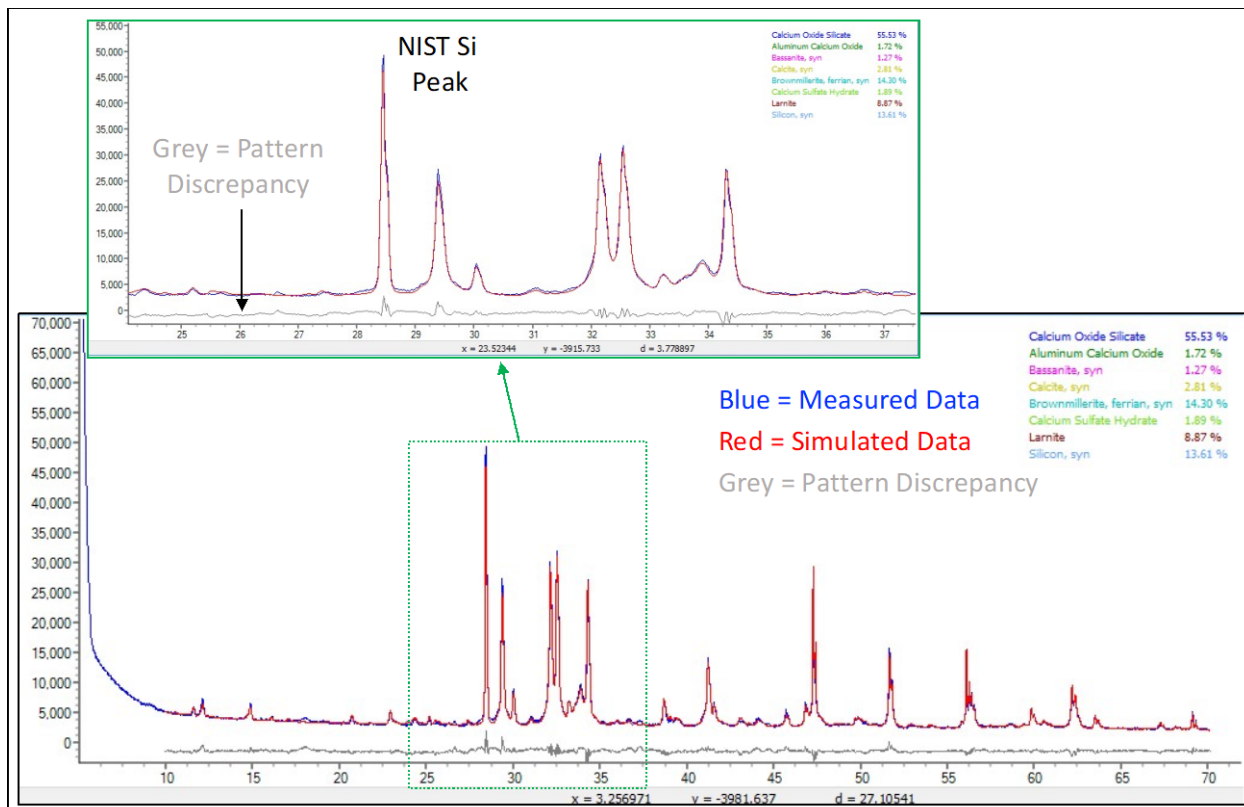 55,000
50,000
45,000
40,000
35,000
30,000
25,000
20,000
15,000
10,000
5,000
0
NIST Si
Peak
Grey = Pattern
Discrepancy
Calcium Oxide Silicate 55.53 %
Aluminum Calcium Oxide 1.72 %
Bassanite, syn 1.27 %
Calcite, syn 2.81 %
Brownmillerite, ferrian, syn 14.30 %
Calcium Sulfate Hydrate 1.89 %
Larnite 8.87 %
Silicon, syn 13.61 %
25 26 27 28 29 30 31 32 33 34 35 36 37
x = 23.52344 y = -3915.733 d = 3.778897
70,000
65,000
60,000
55,000
50,000
45,000
40,000
35,000
30,000
25,000
20,000
15,000
10,000
5,000
0
Calcium Oxide Silicate 55.53 %
Aluminum Calcium Oxide 1.72 %
Bassanite, syn 1.27 %
Calcite, syn 2.81 %
Brownmillerite, ferrian, syn 14.30 %
Calcium Sulfate Hydrate 1.89 %
Larnite 8.87 %
Silicon, syn 13.61 %
Blue = Measured Data
Red = Simulated Data
Grey = Pattern Discrepancy
10 15 20 25 30 35 40 45 50 55 60 65 70
x = 3.256971 y = -3981.637 d = 27.10541